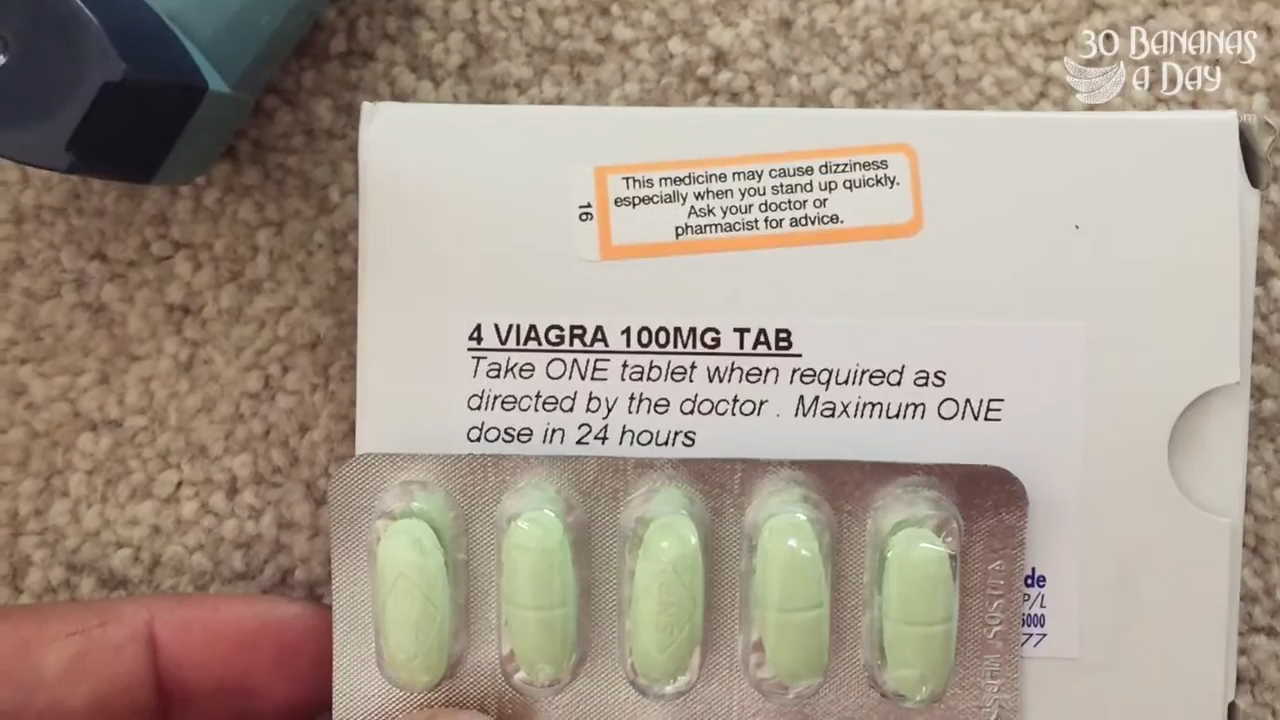 30 BANANAS
A DAY
This medicine may cause dizziness
especially when you stand up quickly.
Ask your doctor or
pharmacist for advice.
16
4 VIAGRA 100MG TAB
Take ONE tablet when required as
directed by the doctor . Maximum ONE
dose in 24 hours
de
P/L
5000
77